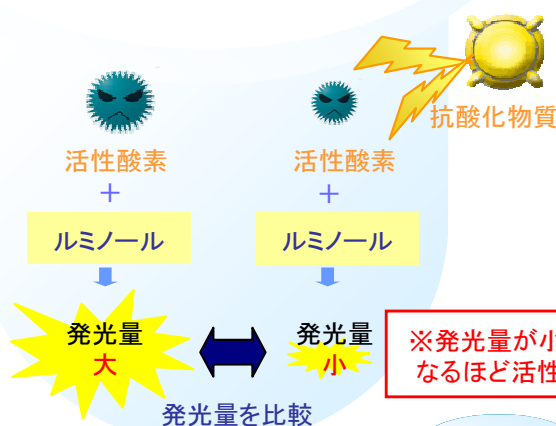 抗酸化物質
活性酸素
活性酸素
+
+
ルミノール
ルミノール
発光量
大
発光量
小
※発光量が小
なるほど活性
発光量を比較